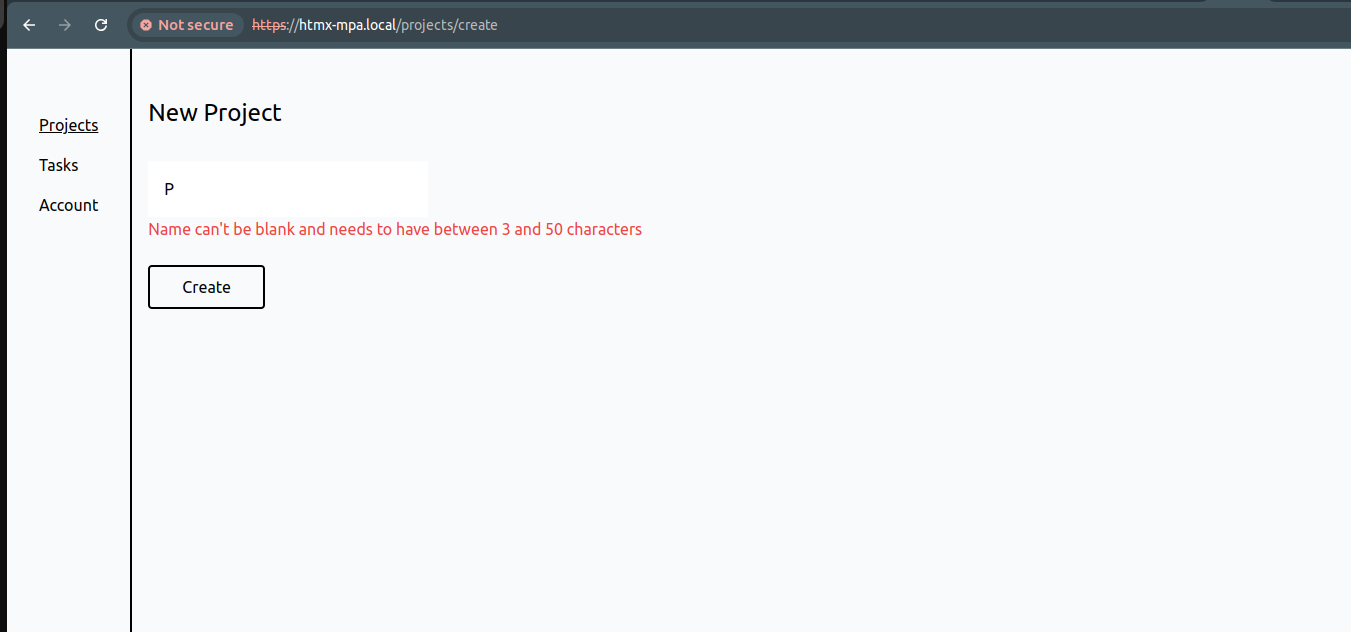 Not secure https://htmx-mpa.local/projects/create
Projects
Tasks
Account
New Project
P
Name can't be blank and needs to have between 3 and 50 characters
Create